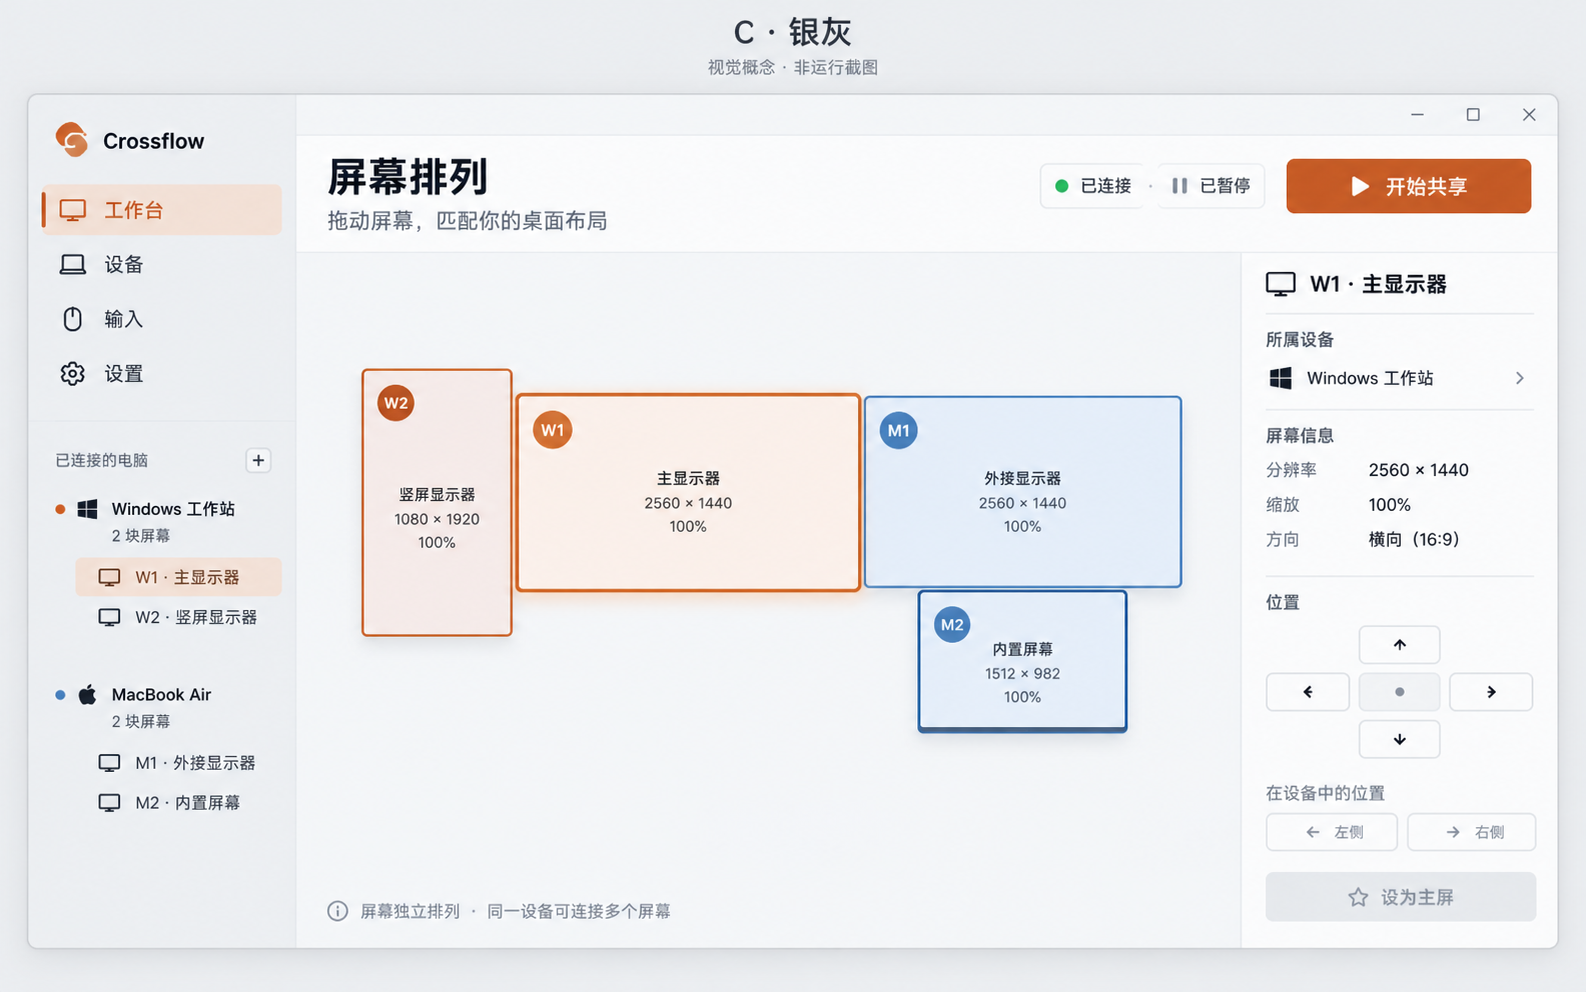 C · 银灰
视觉概念 · 非运行截图
Crossflow
工作台
设备
输入
设置
已连接的电脑
Windows 工作站
2 块屏幕
W1 · 主显示器
W2 · 竖屏显示器
MacBook Air
2 块屏幕
M1 · 外接显示器
M2 · 内置屏幕
屏幕排列
拖动屏幕，匹配你的桌面布局
已连接 · 已暂停
开始共享
W2
竖屏显示器
1080 × 1920
100%
W1
主显示器
2560 × 1440
100%
M1
外接显示器
2560 × 1440
100%
M2
内置屏幕
1512 × 982
100%
屏幕独立排列 · 同一设备可连接多个屏幕
W1 · 主显示器
所属设备
Windows 工作站
屏幕信息
分辨率 2560 × 1440
缩放 100%
方向 横向（16:9）
位置
在设备中的位置
左侧 右侧
设为主屏